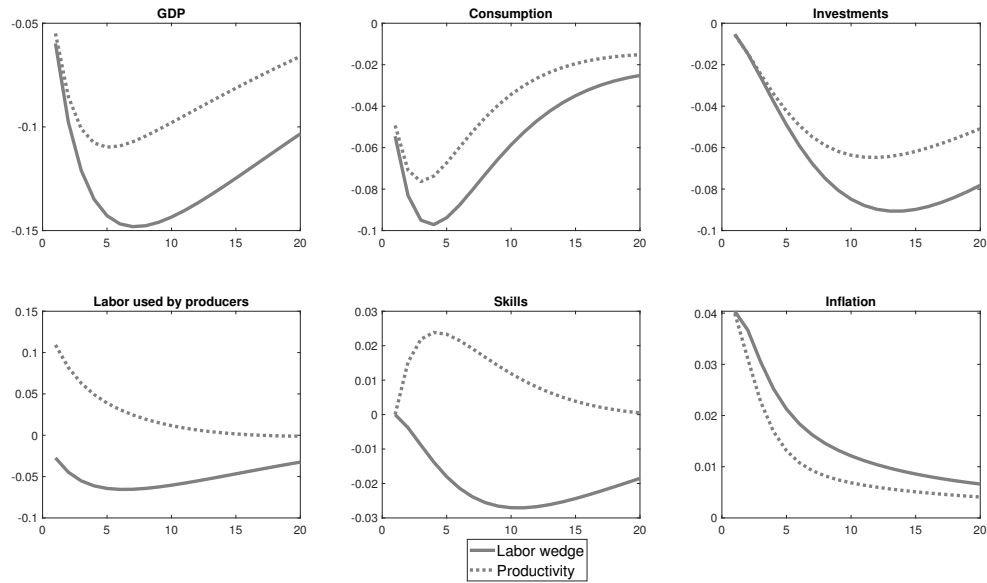 GDP
-0.05
-0.1
-0.15
0 5 10 15 20
Consumption
0
-0.02
-0.04
-0.06
-0.08
-0.1
0 5 10 15 20
Investments
0
-0.02
-0.04
-0.06
-0.08
-0.1
0 5 10 15 20
Labor used by producers
0.15
0.1
0.05
0
-0.05
-0.1
0 5 10 15 20
Skills
0.03
0.02
0.01
0
-0.01
-0.02
-0.03
0 5 10 15 20
Inflation
0.04
0.03
0.02
0.01
0
0 5 10 15 20
Labor wedge
Productivity